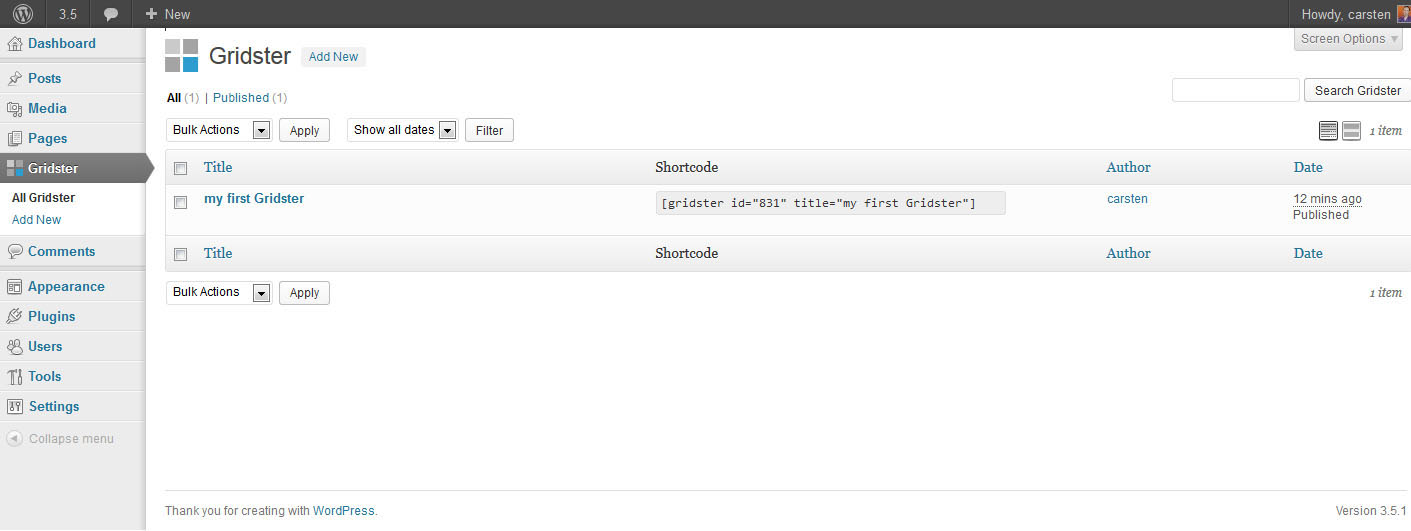 3.5 New Howdy, carsten
Dashboard
Posts
Media
Pages
Gridster
All Gridster
Add New
Comments
Appearance
Plugins
Users
Tools
Settings
Collapse menu
Screen Options
Gridster Add New
All (1) | Published (1)
Search Gridster
Bulk Actions Apply Show all dates Filter 1 item
Title Shortcode Author Date
my first Gridster [gridster id="831" title="my first Gridster"] carsten 12 mins ago
Published
Title Shortcode Author Date
Bulk Actions Apply 1 item
Thank you for creating with WordPress. Version 3.5.1